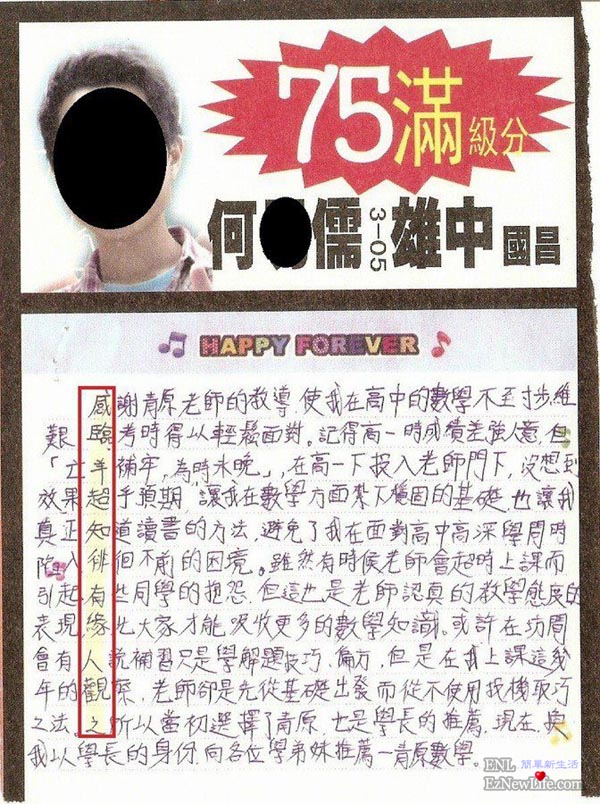 75滿級分
何 儒 3-05 雄中 國昌
HAPPY FOREVER
感謝青原老師的教導,使我在高中的數學不至寸步維
艱,臨考時得以輕鬆面對。記得高一時成績差強人意,但
「亡羊補牢,為時未晚」,在高一下投入老師門下,沒想到
效果超乎預期,讓我在數學方面紮下穩固的基礎,也讓我
真正知道讀書的方法,避免了我在面對高中高深學問時
陷入徘徊不前的困境。雖然有時候老師會超時上課而
引起有些同學的抱怨,但這也是老師認真的教學態度的
表現,緣此大家才能吸收更多的數學知識。或許在坊間
會有人說補習只是學解題技巧、偏方,但是在我上課這幾
年的觀察,老師卻是先從基礎出發而從不使用投機取巧
之法。之所以當初選擇了青原,也是學長的推薦,現在,
我以學長的身份,向各位學弟妹推薦—青原數學。
ENL 簡單新生活
EzNewLife.com